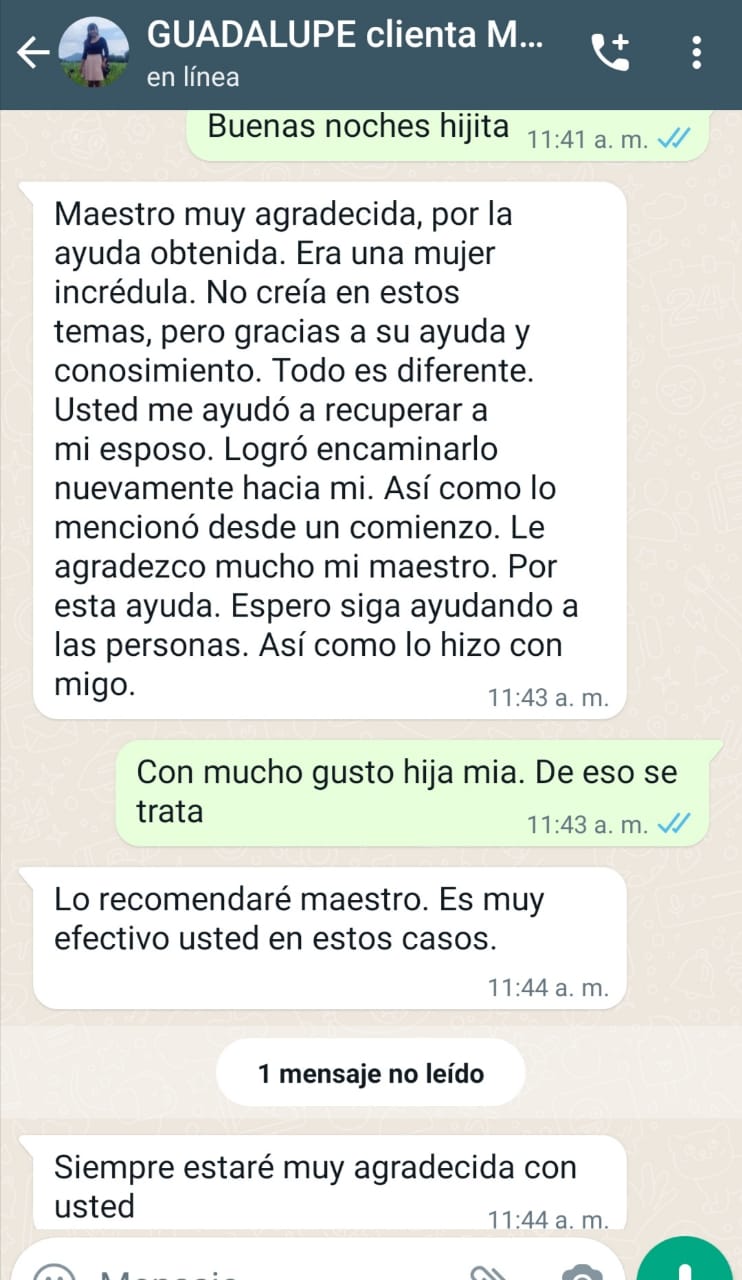 GUADALUPE clienta M...
en línea
Buenas noches hijita 11:41 a. m.
Maestro muy agradecida, por la
ayuda obtenida. Era una mujer
incrédula. No creía en estos
temas, pero gracias a su ayuda y
conosimiento. Todo es diferente.
Usted me ayudó a recuperar a
mi esposo. Logró encaminarlo
nuevamente hacia mi. Así como lo
mencionó desde un comienzo. Le
agradezco mucho mi maestro. Por
esta ayuda. Espero siga ayudando a
las personas. Así como lo hizo con
migo. 11:43 a. m.
Con mucho gusto hija mia. De eso se
trata 11:43 a. m.
Lo recomendaré maestro. Es muy
efectivo usted en estos casos.
11:44 a. m.
1 mensaje no leído
Siempre estaré muy agradecida con
usted 11:44 a. m.